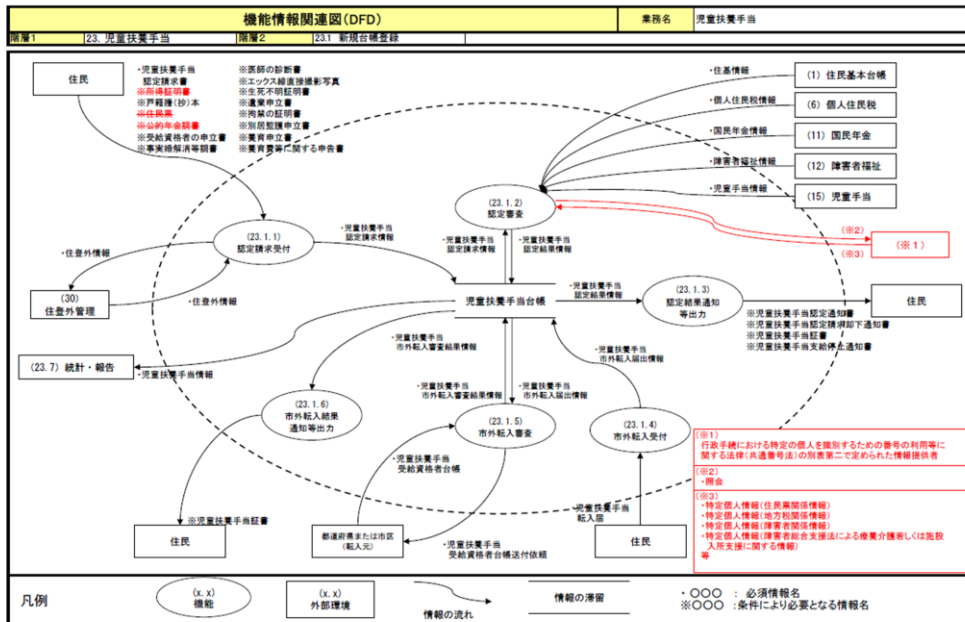 機能情報関連図(DFD)
業務名
児童扶養手当
階層1
23. 児童扶養手当
階層2
23.1 新規台帳登録
住民
・児童扶養手当
認定請求書
※所得証明書
※戸籍謄(抄)本
※住民票
※公的年金調書
※受給資格者の申立書
※事実婚解消等調書
※医師の診断書
※エックス線直接撮影写真
※生死不明証明書
※遺棄申立書
※拘禁の証明書
※別居監護申立書
※養育申立書
※養育費等に関する申告書
・住基情報
(1) 住民基本台帳
・個人住民税情報
(6) 個人住民税
・国民年金情報
(11) 国民年金
・障害者福祉情報
(12) 障害者福祉
・児童手当情報
(15) 児童手当
(23.1.2)
認定審査
(※2)
(※3)
(※1)
(23.1.1)
認定請求受付
・児童扶養手当
認定請求情報
・児童扶養手当
認定請求情報
・児童扶養手当
認定結果情報
・住登外情報
・住登外情報
(30)
住登外管理
児童扶養手当台帳
・児童扶養手当
認定結果情報
(23.1.3)
認定結果通知
等出力
住民
※児童扶養手当認定通知書
※児童扶養手当認定請求却下通知書
※児童扶養手当証書
※児童扶養手当支給停止通知書
(23.7) 統計・報告
・児童扶養手当情報
・児童扶養手当
市外転入審査結果情報
・児童扶養手当
市外転入審査結果情報
・児童扶養手当
市外転入届出情報
・児童扶養手当
市外転入届出情報
(23.1.6)
市外転入結果
通知等出力
(23.1.5)
市外転入審査
(23.1.4)
市外転入受付
・児童扶養手当
受給資格者台帳
※児童扶養手当証書
住民
都道府県または市区
(転入元)
・児童扶養手当
受給資格者台帳送付依頼
・児童扶養手当
転入届
住民
(※1)
行政手続における特定の個人を識別するための番号の利用等に
関する法律(共通番号法)の別表第二で定められた情報提供者
(※2)
・照会
(※3)
・特定個人情報(住民票関係情報)
・特定個人情報(地方税関係情報)
・特定個人情報(障害者関係情報)
・特定個人情報(障害者総合支援法による療養介護若しくは施設
入所支援に関する情報)
等
凡例
(x.x)
機能
(x.x)
外部環境
情報の流れ
情報の滞留
・○○○ : 必須情報名
※○○○ :条件により必要となる情報名